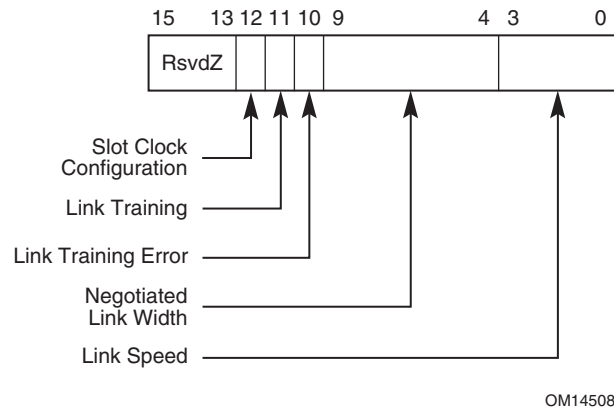 15 13 12 11 10 9 4 3 0
RsvdZ
Slot Clock
Configuration
Link Training
Link Training Error
Negotiated
Link Width
Link Speed
OM14508